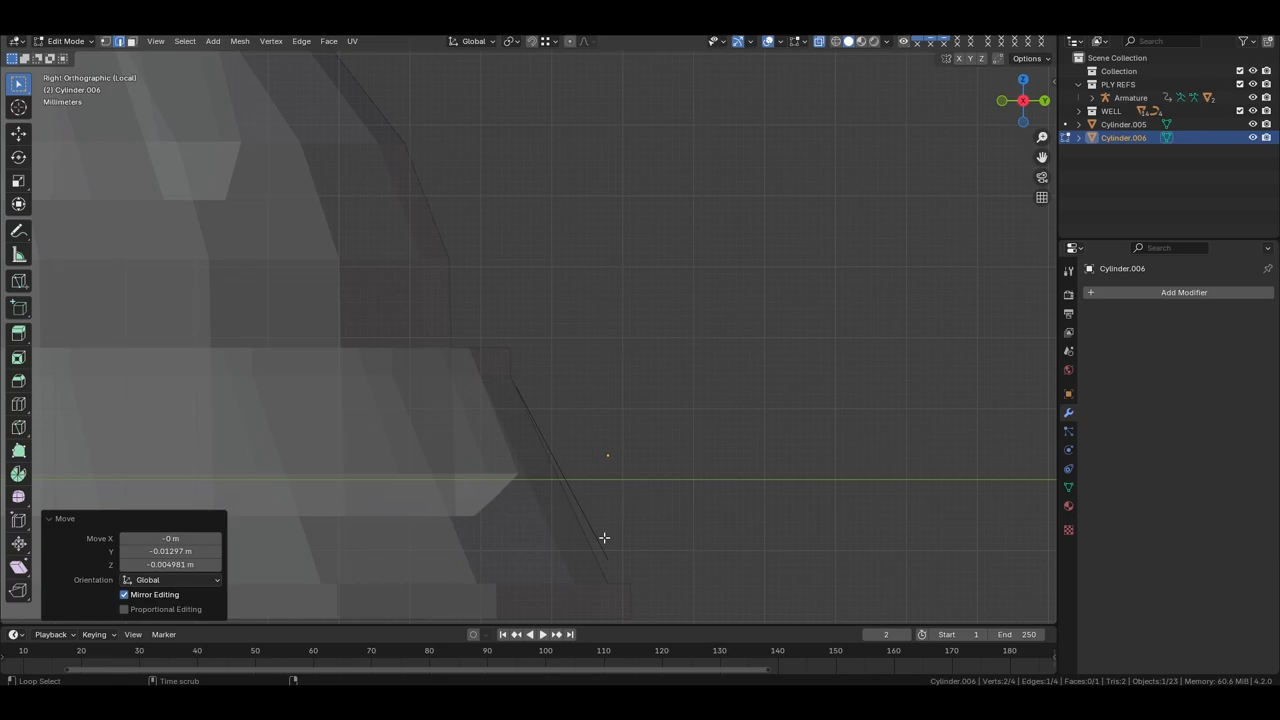 Edit Mode
View
Select
Add
Mesh
Vertex
Edge
Face
UV
Global
Search
X
Y
Z
Options
Right Orthographic (Local)
(2) Cylinder.006
Millimeters
Z
X
Y
Scene Collection
Collection
PLY REFS
Armature
2
WELL
Cylinder.005
Cylinder.006
Search
Cylinder.006
+ Add Modifier
Move
Move X -0 m
Y -0.01297 m
Z -0.004981 m
Orientation Global
Mirror Editing
Proportional Editing
Playback
Keying
View
Marker
2
Start 1
End 250
10 20 30 40 50 60 70 80 90 100 110 120 130 140 150 160 170 180
Loop Select
Time scrub
Cylinder.006 | Verts:2/4 | Edges:1/4 | Faces:0/1 | Tris:2 | Objects:1/23 | Memory: 60.6 MiB | 4.2.0